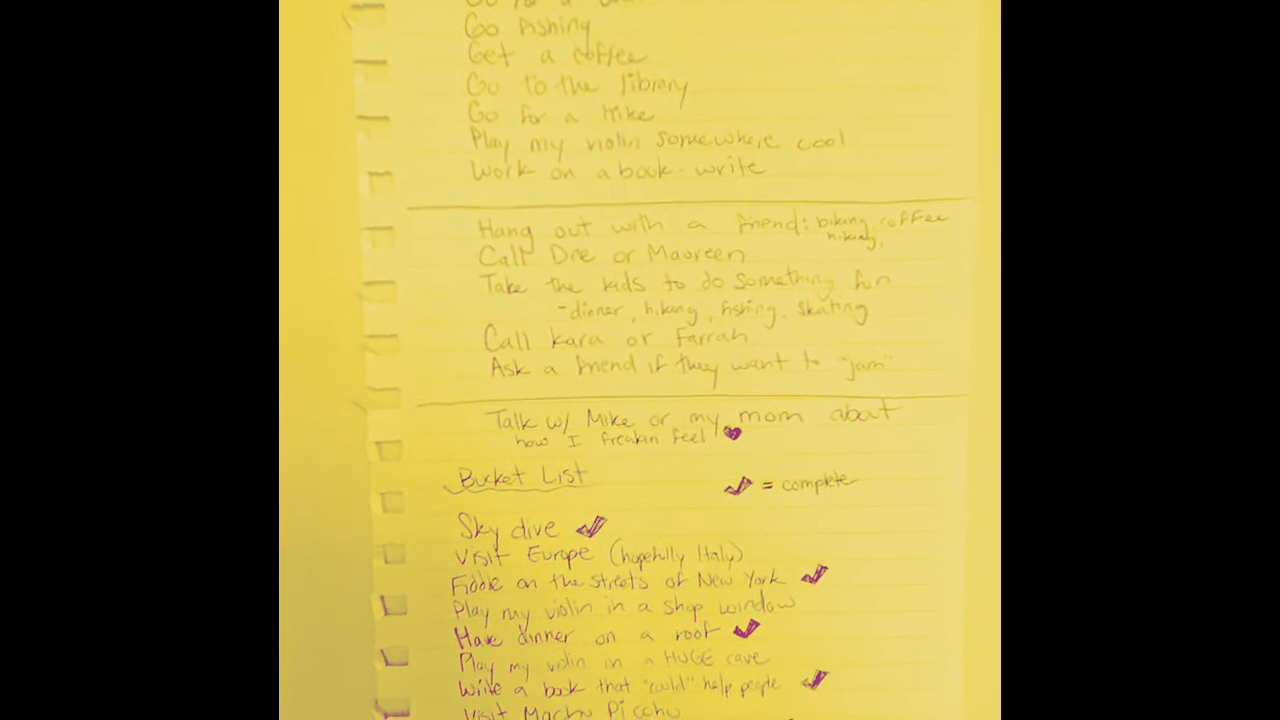 Go for a
Go fishing
Get a coffee
Go to the library
Go for a hike
Play my violin somewhere cool
Work on a book - write
Hang out with a friend: biking, coffee
hiking,
Call Dre or Maureen
Take the kids to do something fun
- dinner, hiking, fishing, skating
Call Kara or Farrah
Ask a friend if they want to "jam"
Talk w/ Mike or my mom about
how I freakin feel
Bucket List
✓ = complete
Sky dive ✓
Visit Europe (hopefully Italy)
Fiddle on the streets of New York ✓
Play my violin in a shop window
Have dinner on a roof ✓
Play my violin in a HUGE cave
Write a book that "could" help people ✓
Visit Machu Picchu